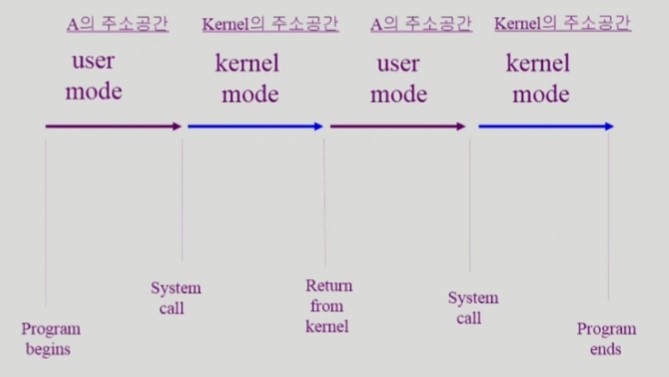 A의 주소공간
Kernel의 주소공간
A의 주소공간
Kernel의 주소공간
user
mode
kernel
mode
user
mode
kernel
mode
Program
begins
System
call
Return
from
kernel
System
call
Program
ends